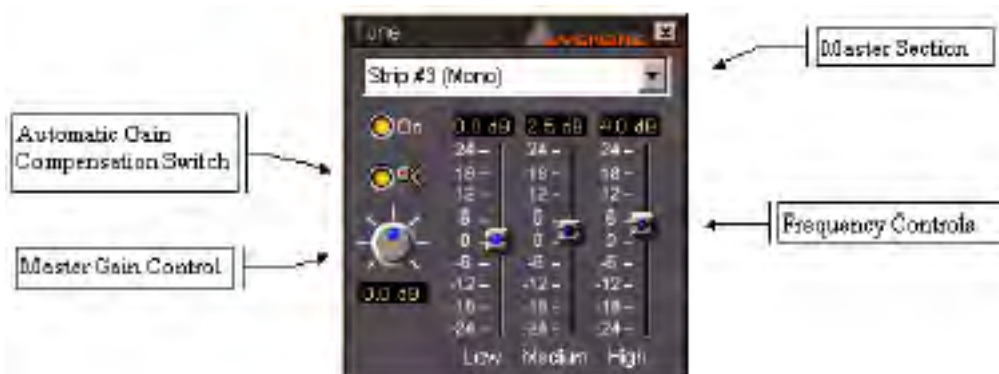 Tone
Master Section
Strip #3 (Mono)
Automatic Gain
Compensation Switch
On
0.0 dB 2.5 dB 4.0 dB
24 24 24
18 18 18
12 12 12
6 6 6
0 0 0
-6 -6 -6
-12 -12 -12
-18 -18 -18
-24 -24 -24
Frequency Controls
Master Gain Control
0.0 dB
Low Medium High